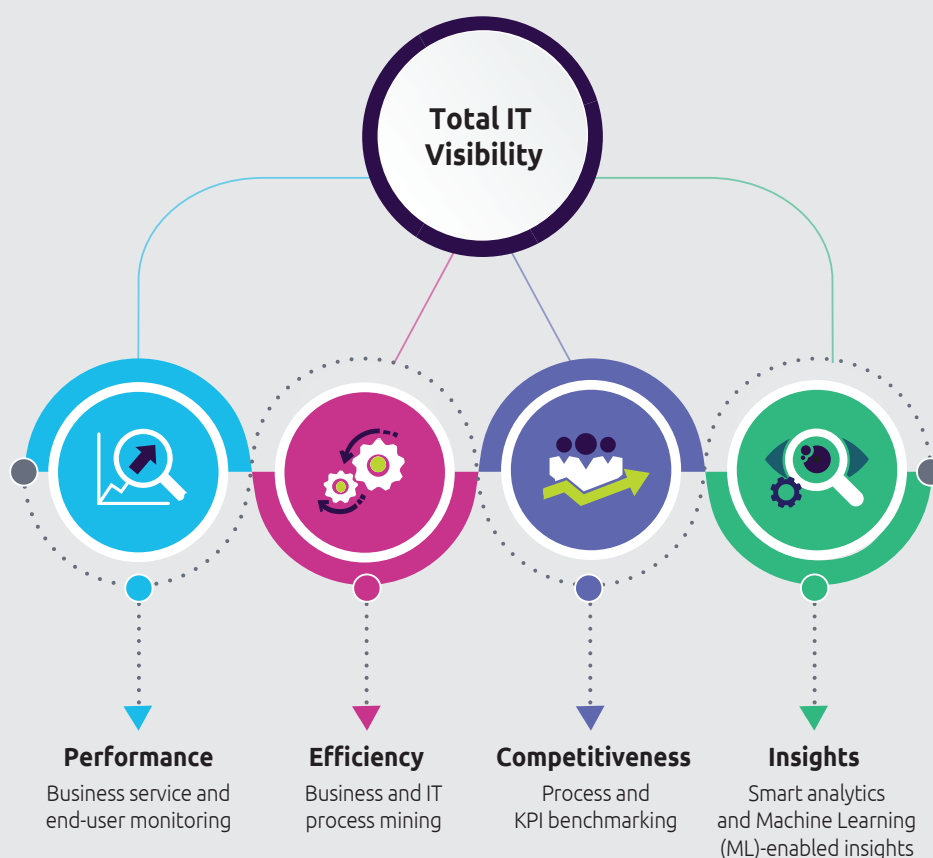 Total IT
Visibility
Performance
Business service and
end-user monitoring
Efficiency
Business and IT
process mining
Competitiveness
Process and
KPI benchmarking
Insights
Smart analytics
and Machine Learning
(ML)-enabled insights